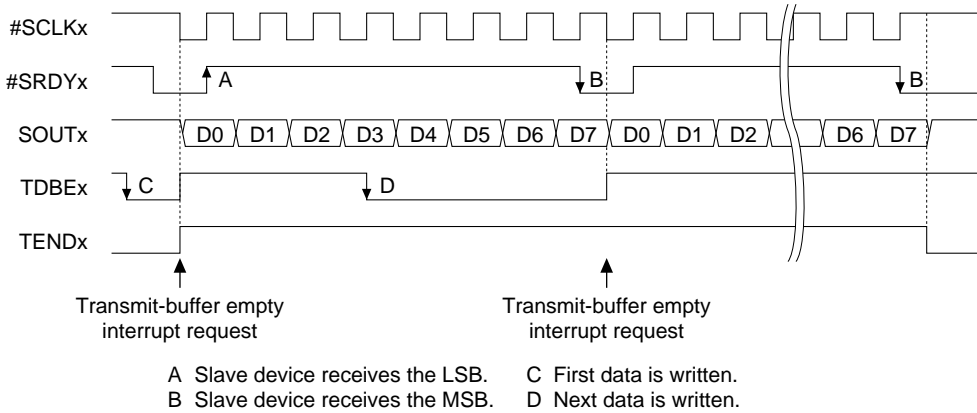 #SCLKx
#SRDYx A B B
SOUTx D0 D1 D2 D3 D4 D5 D6 D7 D0 D1 D2 D6 D7
TDBEx C D
TENDx
Transmit-buffer empty Transmit-buffer empty
interrupt request interrupt request
A Slave device receives the LSB. C First data is written.
B Slave device receives the MSB. D Next data is written.